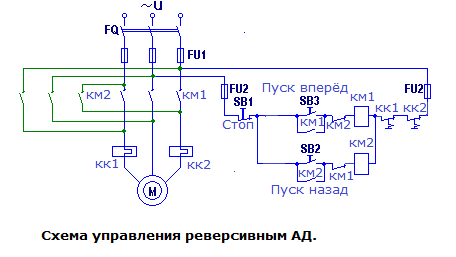 ~u
FQ
FU1
км2
км1
кк1
кк2
М
FU2
SB1
Стоп
Пуск вперёд
SB3
км1
км2
км1
кк1
кк2
FU2
SB2
км2
км1
км2
Пуск назад
Схема управления реверсивным АД.